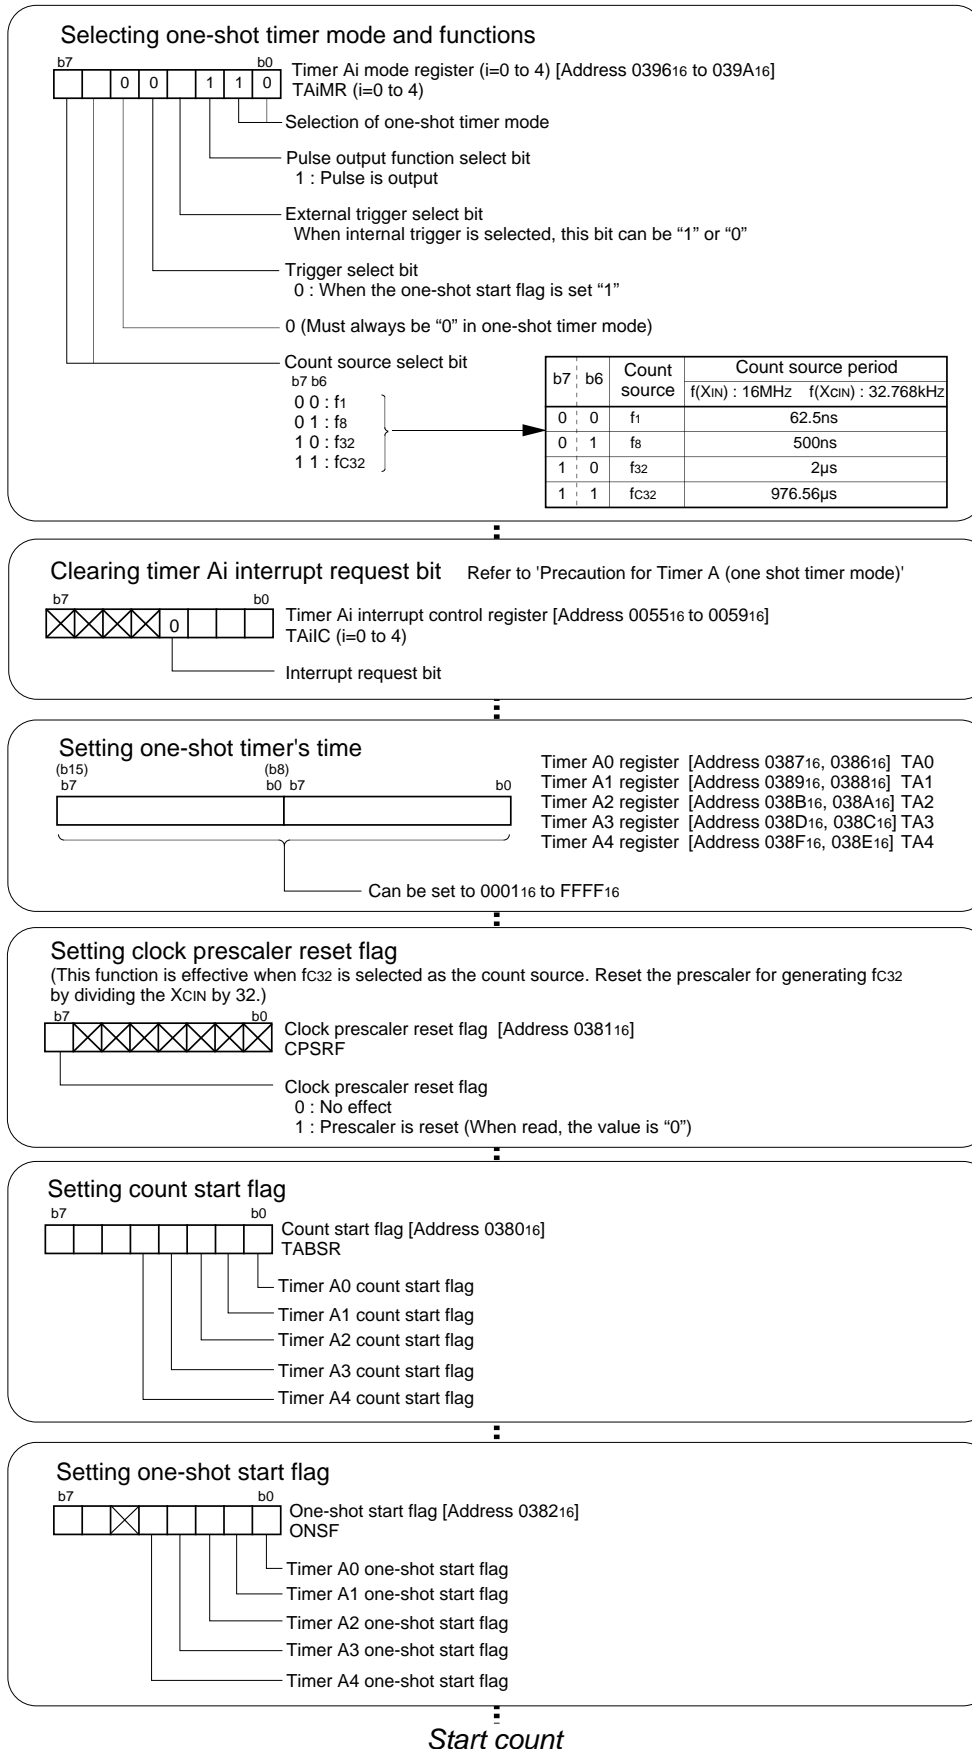 Selecting one-shot timer mode and functions
b7 b0
0 0 1 1 0
Timer Ai mode register (i=0 to 4) [Address 039616 to 039A16]
TAiMR (i=0 to 4)
Selection of one-shot timer mode
Pulse output function select bit
1 : Pulse is output
External trigger select bit
When internal trigger is selected, this bit can be “1” or “0”
Trigger select bit
0 : When the one-shot start flag is set “1”
0 (Must always be “0” in one-shot timer mode)
Count source select bit
b7 b6
0 0 : f1
0 1 : f8
1 0 : f32
1 1 : fC32
b7 b6 Count source Count source period
f(XIN) : 16MHz f(XCIN) : 32.768kHz
0 0 f1 62.5ns
0 1 f8 500ns
1 0 f32 2µs
1 1 fC32 976.56µs
Clearing timer Ai interrupt request bit Refer to 'Precaution for Timer A (one shot timer mode)'
b7 b0
0
Timer Ai interrupt control register [Address 005516 to 005916]
TAiIC (i=0 to 4)
Interrupt request bit
Setting one-shot timer's time
(b15) (b8)
b7 b0 b7 b0
Timer A0 register [Address 038716, 038616] TA0
Timer A1 register [Address 038916, 038816] TA1
Timer A2 register [Address 038B16, 038A16] TA2
Timer A3 register [Address 038D16, 038C16] TA3
Timer A4 register [Address 038F16, 038E16] TA4
Can be set to 000116 to FFFF16
Setting clock prescaler reset flag
(This function is effective when fC32 is selected as the count source. Reset the prescaler for generating fC32
by dividing the XCIN by 32.)
b7 b0
Clock prescaler reset flag [Address 038116]
CPSRF
Clock prescaler reset flag
0 : No effect
1 : Prescaler is reset (When read, the value is “0”)
Setting count start flag
b7 b0
Count start flag [Address 038016]
TABSR
Timer A0 count start flag
Timer A1 count start flag
Timer A2 count start flag
Timer A3 count start flag
Timer A4 count start flag
Setting one-shot start flag
b7 b0
One-shot start flag [Address 038216]
ONSF
Timer A0 one-shot start flag
Timer A1 one-shot start flag
Timer A2 one-shot start flag
Timer A3 one-shot start flag
Timer A4 one-shot start flag
Start count